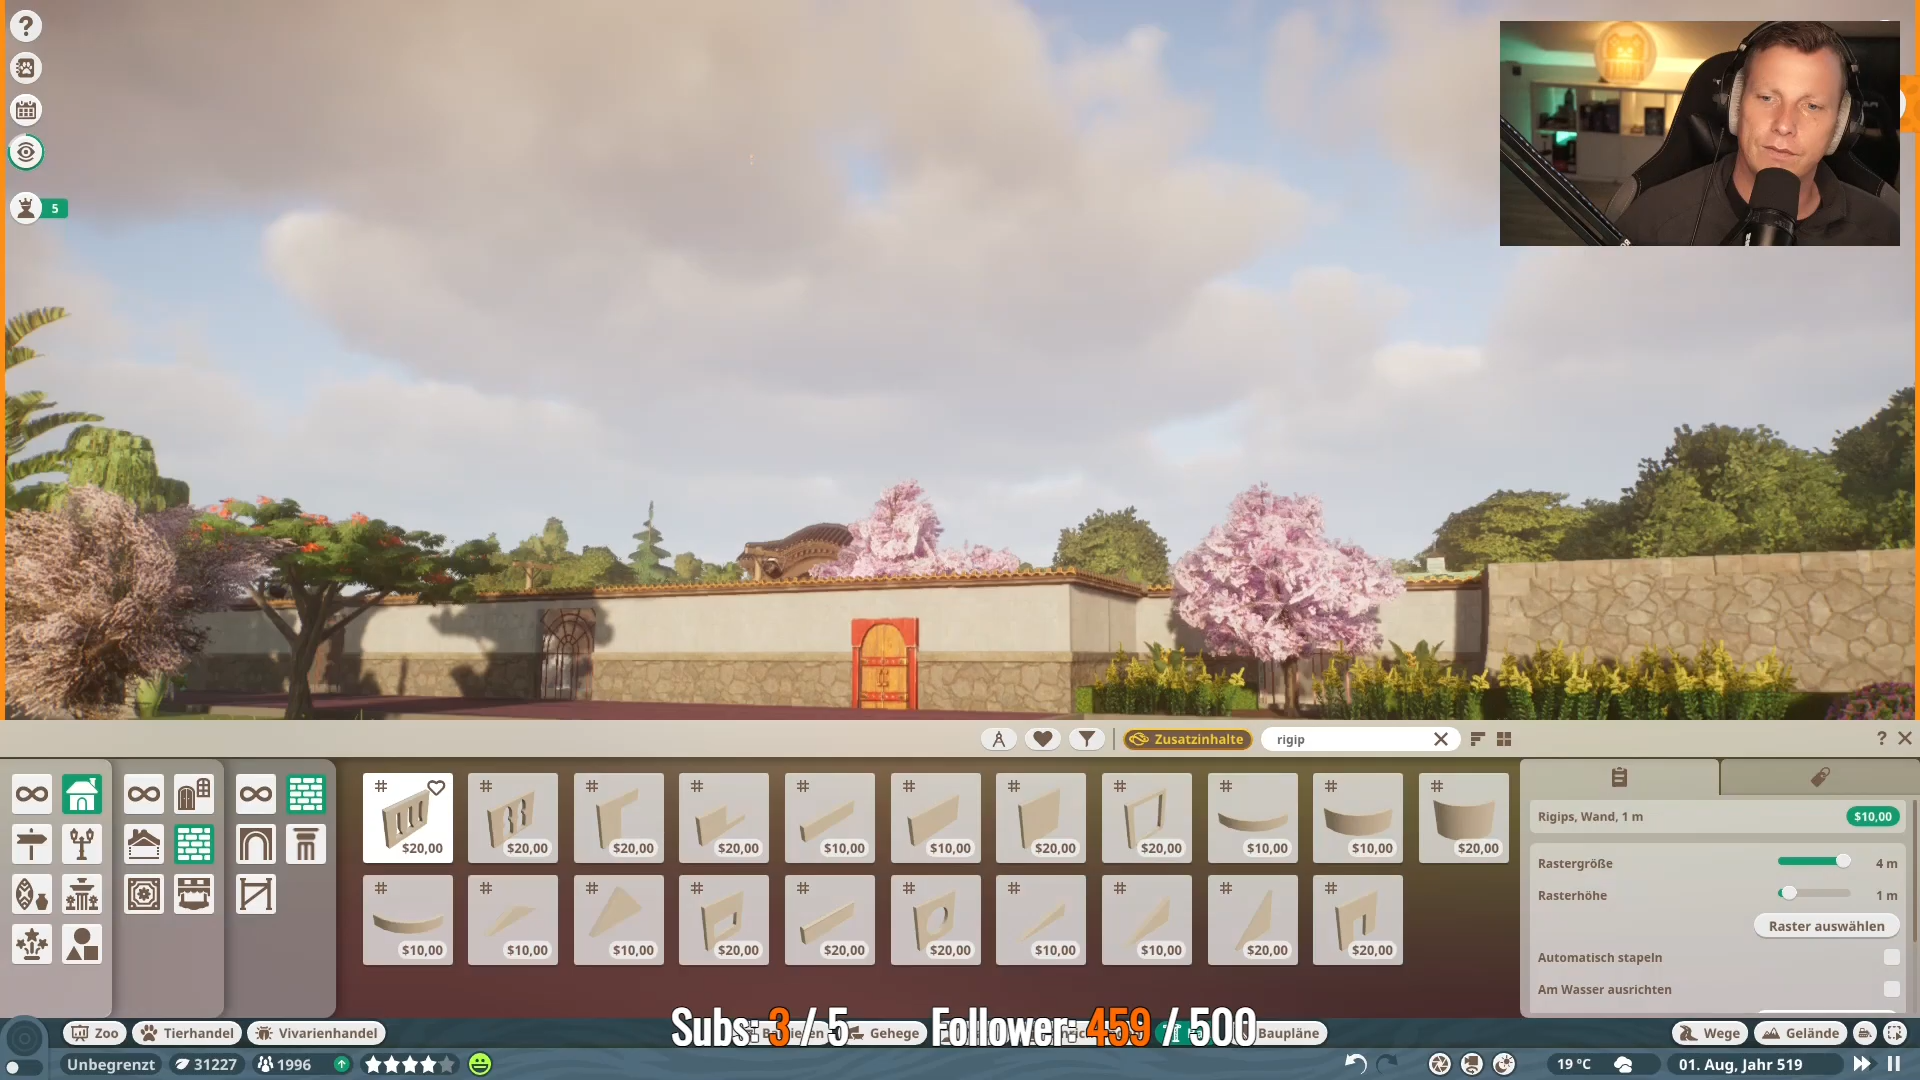 5
Zusatzinhalte
rigip
$20,00 $20,00 $20,00 $20,00 $10,00 $10,00 $20,00 $20,00 $10,00 $10,00 $20,00
$10,00 $10,00 $10,00 $20,00 $20,00 $20,00 $10,00 $10,00 $20,00 $20,00
?
Rigips, Wand, 1 m $10,00
Rastergröße 4 m
Rasterhöhe 1 m
Raster auswählen
Automatisch stapeln
Am Wasser ausrichten
Subs: 3 / 5 Follower: 459 / 500
Zoo Tierhandel Vivarienhandel Gehege Baupläne Wege Gelände
Unbegrenzt 31227 1996 19 °C 01. Aug, Jahr 519